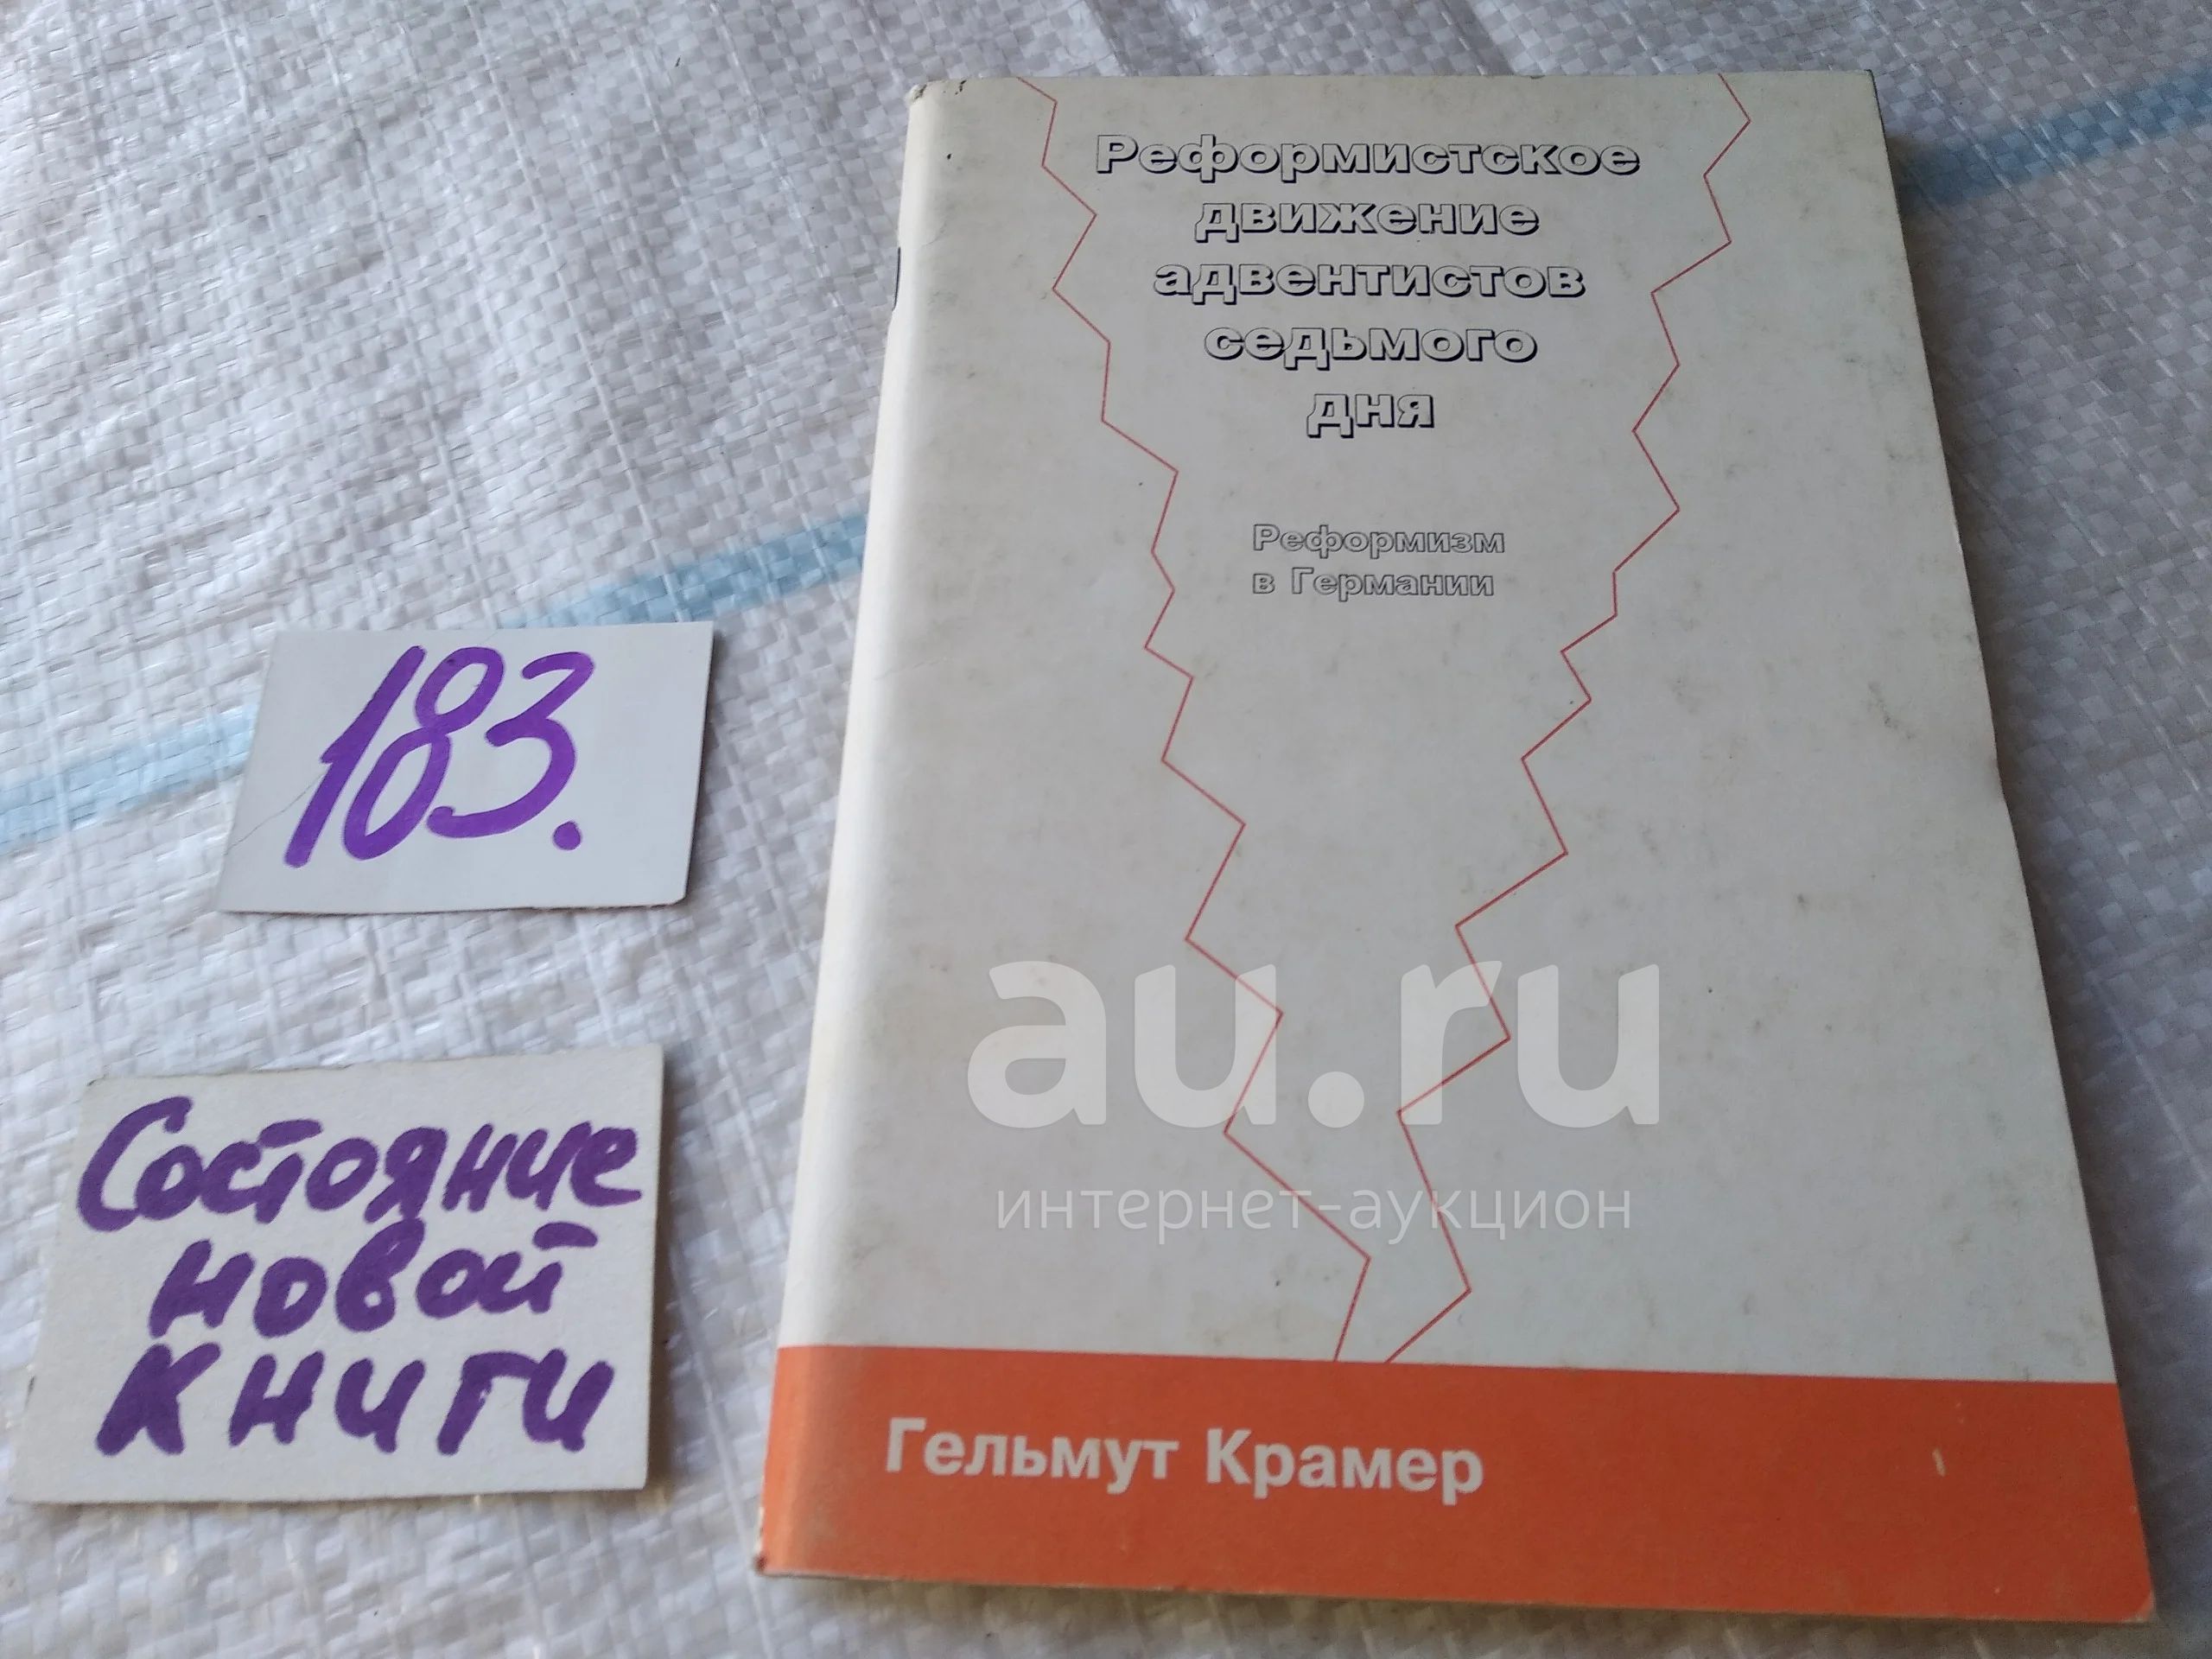 Реформистское
движение
адвентистов
седьмого
дня
Реформизм
в Германии
183.
au.ru
интернет-аукцион
Состояние
новой
книги
Гельмут Крамер